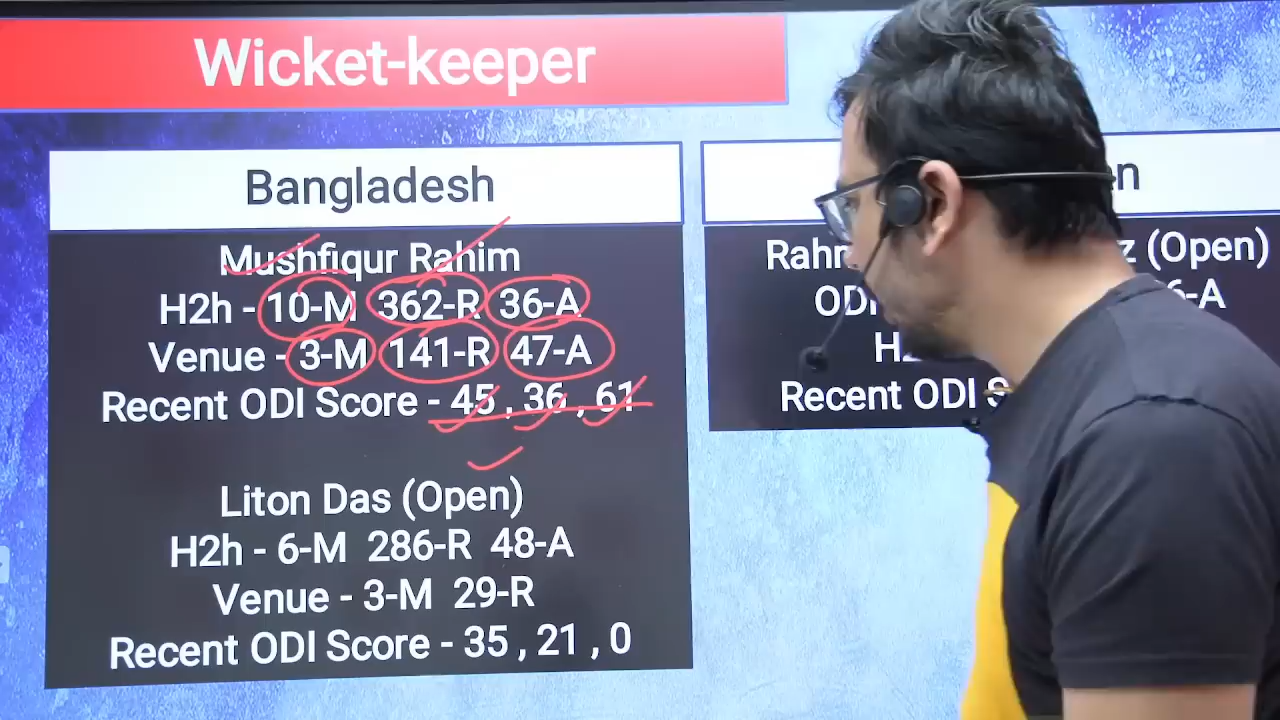 Wicket-keeper
Bangladesh
Mushfiqur Rahim
H2h - 10-M 362-R 36-A
Venue - 3-M 141-R 47-A
Recent ODI Score - 45 , 36 , 61
Liton Das (Open)
H2h - 6-M 286-R 48-A
Venue - 3-M 29-R
Recent ODI Score - 35 , 21 , 0
(Open)
Recent ODI